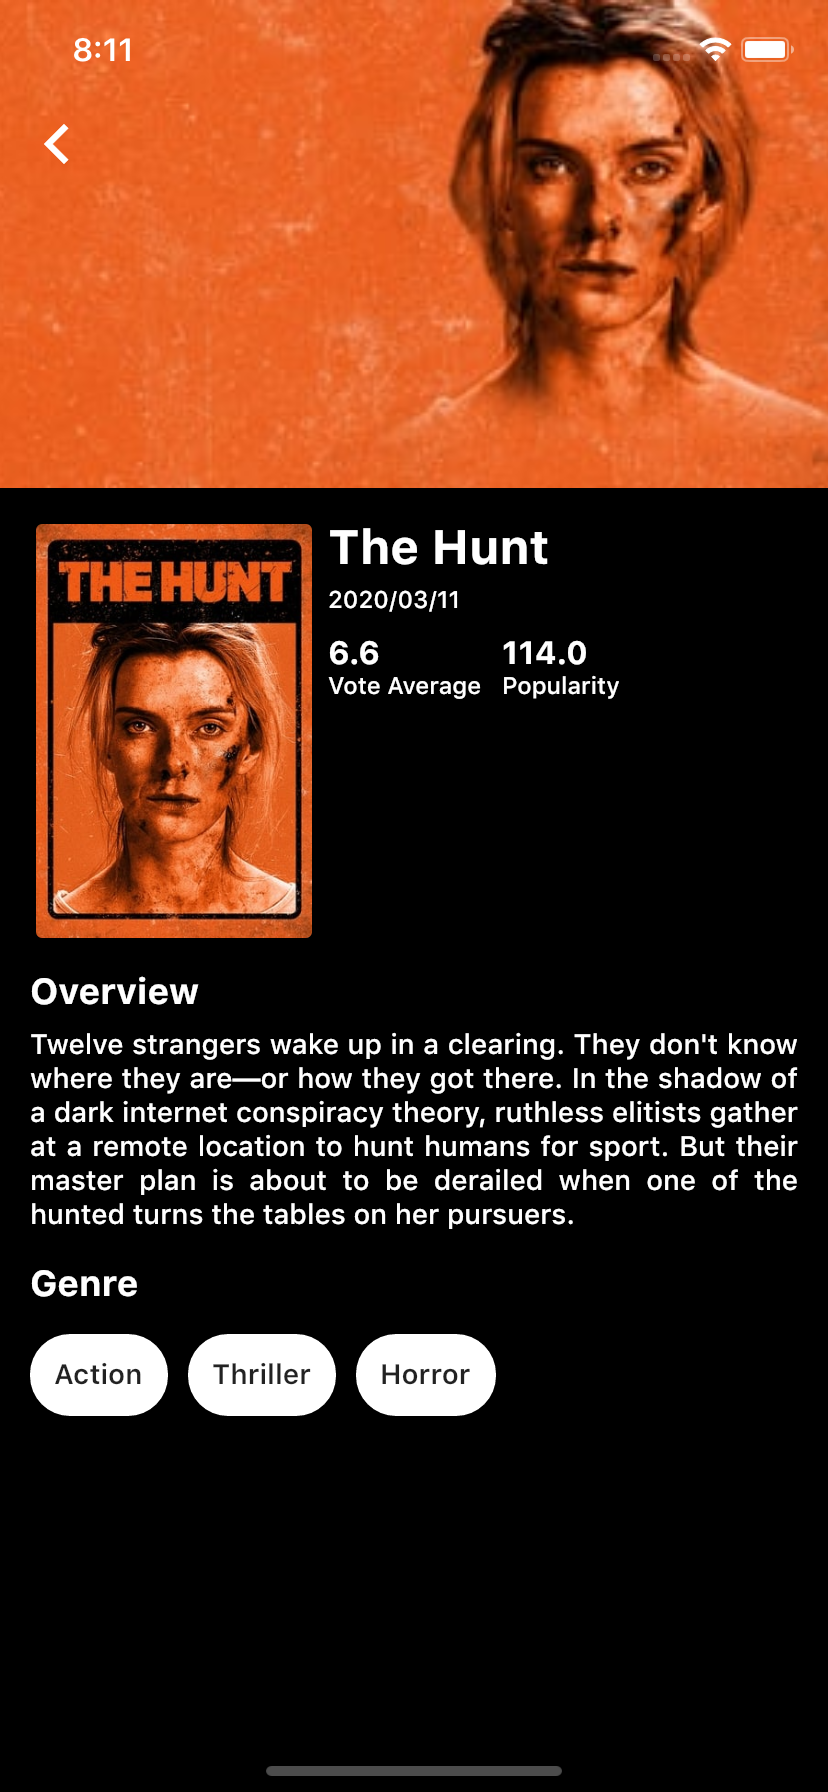 8:11
THE HUNT
The Hunt
2020/03/11
6.6 114.0
Vote Average Popularity
Overview
Twelve strangers wake up in a clearing. They don't know
where they are—or how they got there. In the shadow of
a dark internet conspiracy theory, ruthless elitists gather
at a remote location to hunt humans for sport. But their
master plan is about to be derailed when one of the
hunted turns the tables on her pursuers.
Genre
Action Thriller Horror